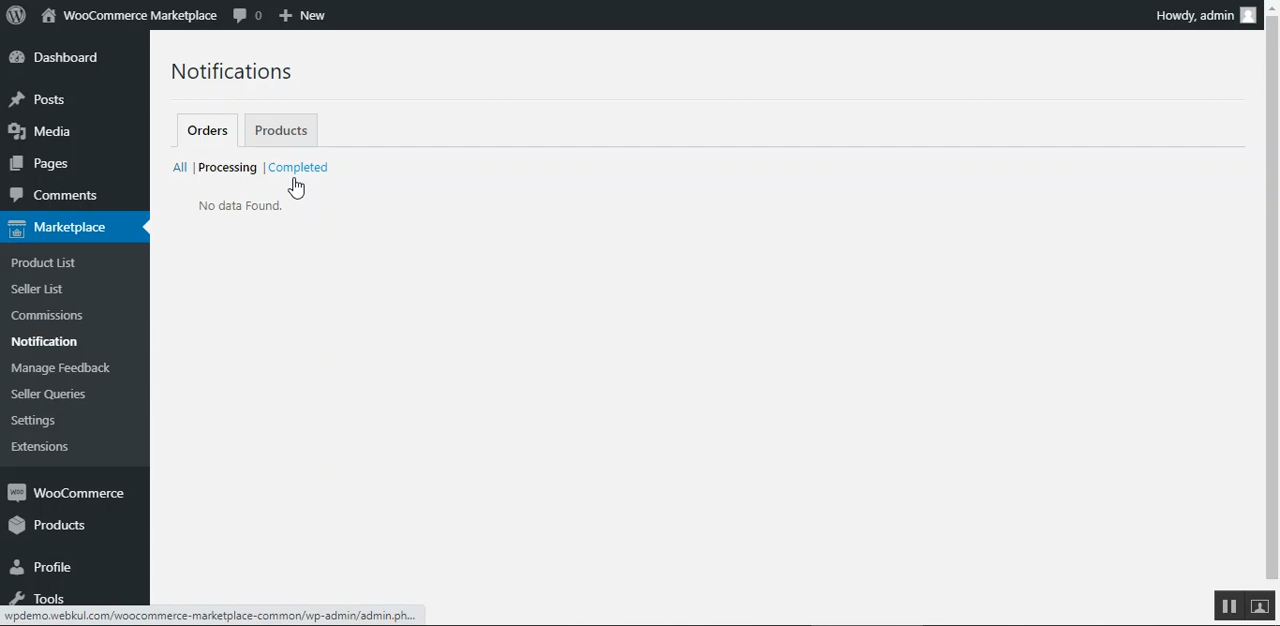 WooCommerce Marketplace 0 New
Howdy, admin
Dashboard
Posts
Media
Pages
Comments
Marketplace
Product List
Seller List
Commissions
Notification
Manage Feedback
Seller Queries
Settings
Extensions
WooCommerce
Products
Profile
Tools
Notifications
Orders Products
All | Processing | Completed
No data Found.
wpdemo.webkul.com/woocommerce-marketplace-common/wp-admin/admin.ph...